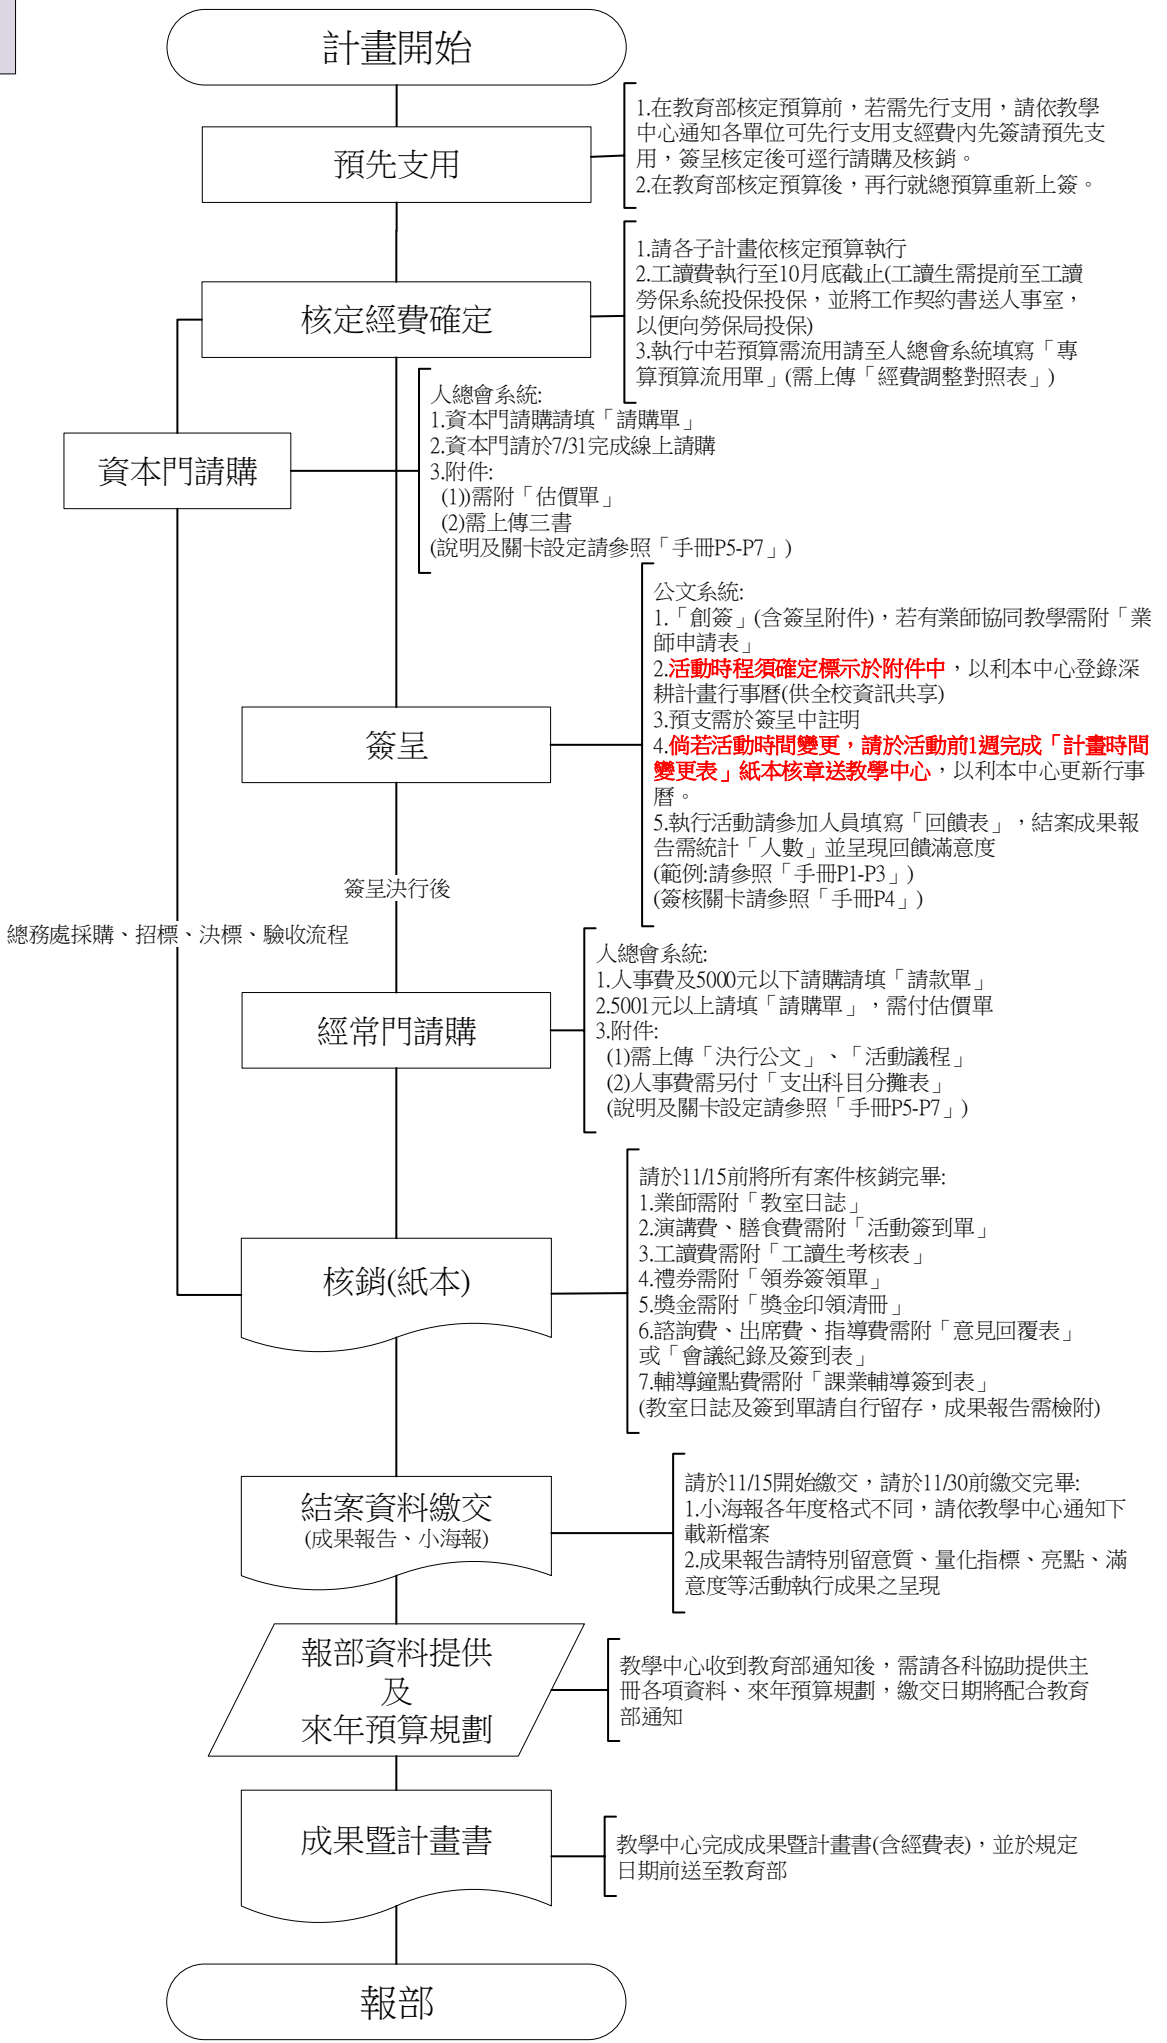 計畫開始
預先支用
1.在教育部核定預算前，若需先行支用，請依教學
中心通知各單位可先行支用支經費內先簽請預先支
用，簽呈核定後可逕行請購及核銷。
2.在教育部核定預算後，再行就總預算重新上簽。
核定經費確定
1.請各子計畫依核定預算執行
2.工讀費執行至10月底截止(工讀生需提前至工讀
勞保系統投保投保，並將工作契約書送人事室，
以便向勞保局投保)
3.執行中若預算需流用請至人總會系統填寫「專
算預算流用單」(需上傳「經費調整對照表」)
資本門請購
人總會系統:
1.資本門請購請填「請購單」
2.資本門請於7/31完成線上請購
3.附件:
(1))需附「估價單」
(2)需上傳三書
(說明及關卡設定請參照「手冊P5-P7」)
簽呈
公文系統:
1.「創簽」(含簽呈附件)，若有業師協同教學需附「業
師申請表」
2.活動時程須確定標示於附件中，以利本中心登錄深
耕計畫行事曆(供全校資訊共享)
3.預支需於簽呈中註明
4.倘若活動時間變更，請於活動前1週完成「計畫時間
變更表」紙本核章送教學中心，以利本中心更新行事
曆。
5.執行活動請參加人員填寫「回饋表」，結案成果報
告需統計「人數」並呈現回饋滿意度
(範例:請參照「手冊P1-P3」)
(簽核關卡請參照「手冊P4」)
簽呈決行後
總務處採購、招標、決標、驗收流程
經常門請購
人總會系統:
1.人事費及5000元以下請購請填「請款單」
2.5001元以上請填「請購單」，需付估價單
3.附件:
(1)需上傳「決行公文」、「活動議程」
(2)人事費需另付「支出科目分攤表」
(說明及關卡設定請參照「手冊P5-P7」)
核銷(紙本)
請於11/15前將所有案件核銷完畢:
1.業師需附「教室日誌」
2.演講費、膳食費需附「活動簽到單」
3.工讀費需附「工讀生考核表」
4.禮券需附「領券簽領單」
5.獎金需附「獎金印領清冊」
6.諮詢費、出席費、指導費需附「意見回覆表」
或「會議紀錄及簽到表」
7.輔導鐘點費需附「課業輔導簽到表」
(教室日誌及簽到單請自行留存，成果報告需檢附)
結案資料繳交
(成果報告、小海報)
請於11/15開始繳交，請於11/30前繳交完畢:
1.小海報各年度格式不同，請依教學中心通知下
載新檔案
2.成果報告請特別留意質、量化指標、亮點、滿
意度等活動執行成果之呈現
報部資料提供
及
來年預算規劃
教學中心收到教育部通知後，需請各科協助提供主
冊各項資料、來年預算規劃，繳交日期將配合教育
部通知
成果暨計畫書
教學中心完成成果暨計畫書(含經費表)，並於規定
日期前送至教育部
報部